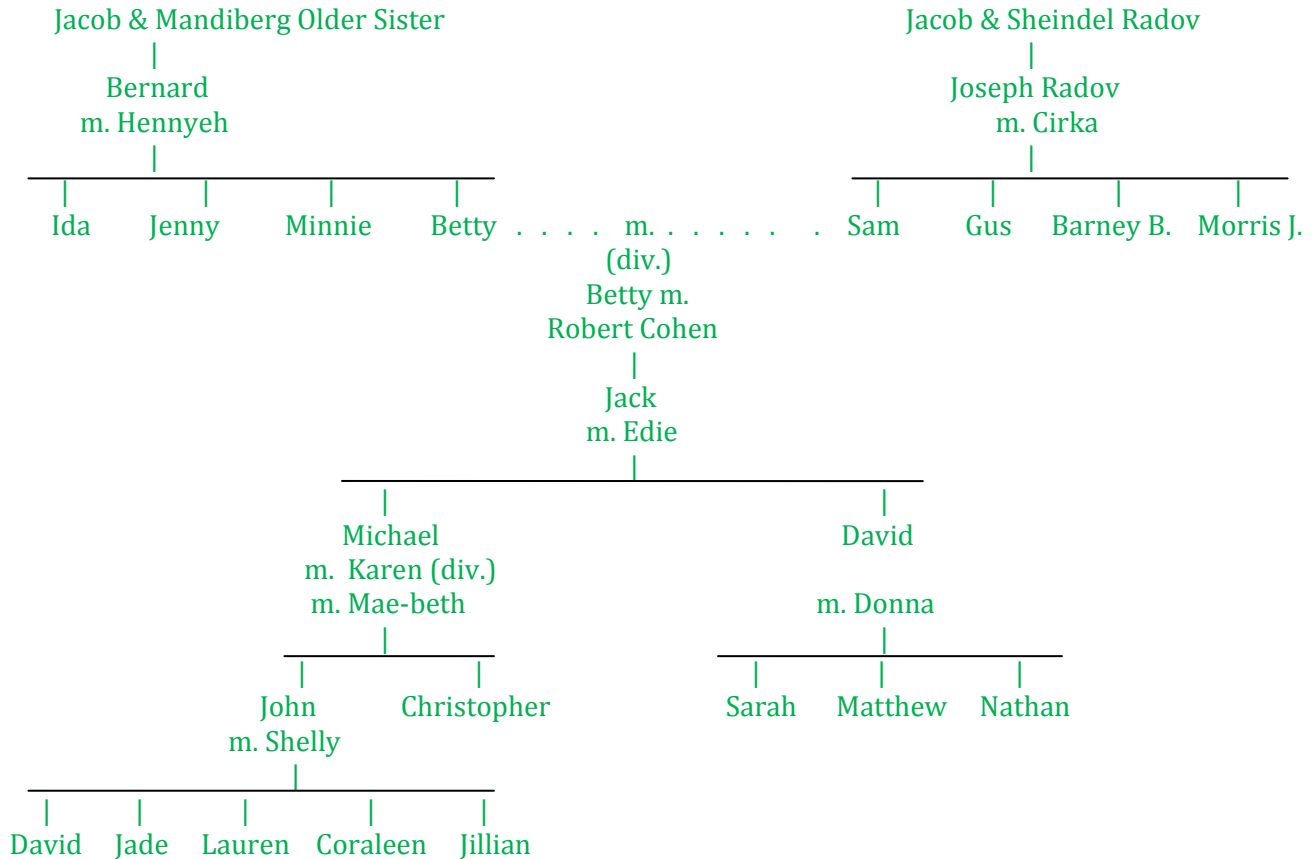 Jacob & Mandiberg Older Sister Jacob & Sheindel Radov
Bernard Joseph Radov
m. Hennyeh m. Cirka
Ida Jenny Minnie Betty . . . . m. . . . . . . Sam Gus Barney B. Morris J.
(div.)
Betty m.
Robert Cohen
Jack
m. Edie
Michael David
m. Karen (div.)
m. Mae-beth m. Donna
John Christopher Sarah Matthew Nathan
m. Shelly
David Jade Lauren Coraleen Jillian